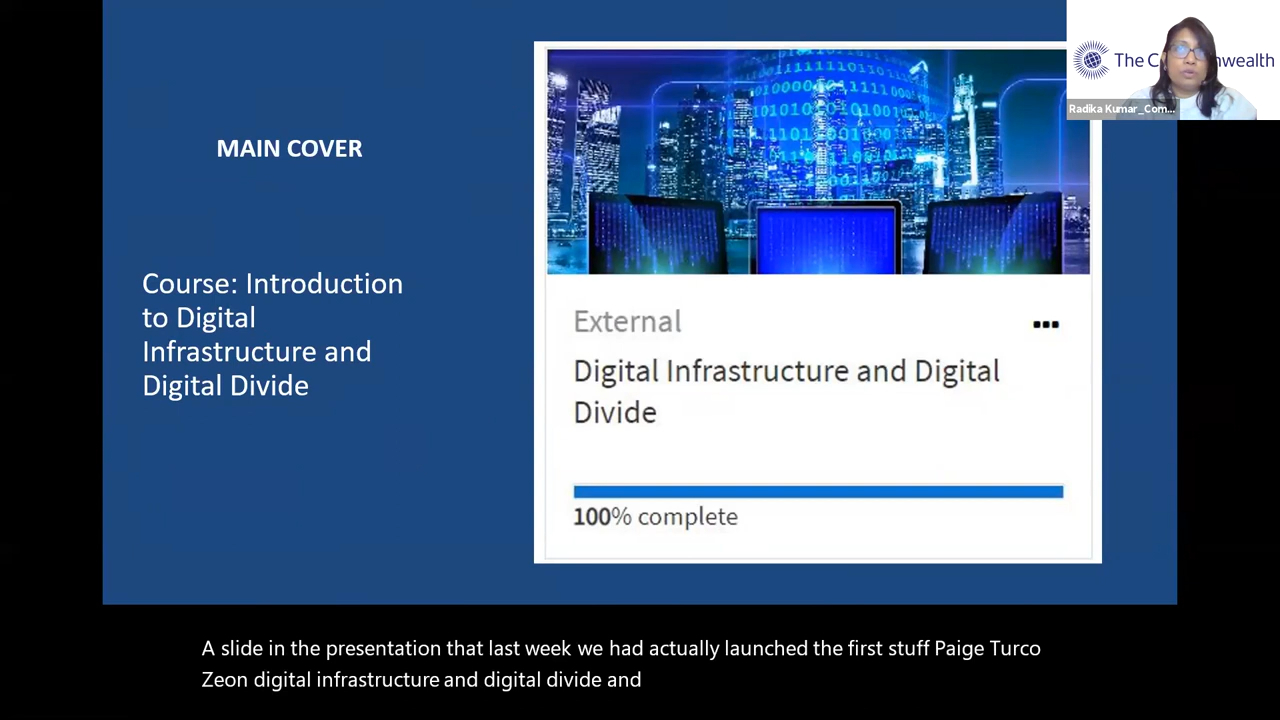 MAIN COVER
Course: Introduction
to Digital
Infrastructure and
Digital Divide
External
Digital Infrastructure and Digital
Divide
100% complete
The C nwealth
Radika Kumar_Com...
A slide in the presentation that last week we had actually launched the first stuff Paige Turco
Zeon digital infrastructure and digital divide and